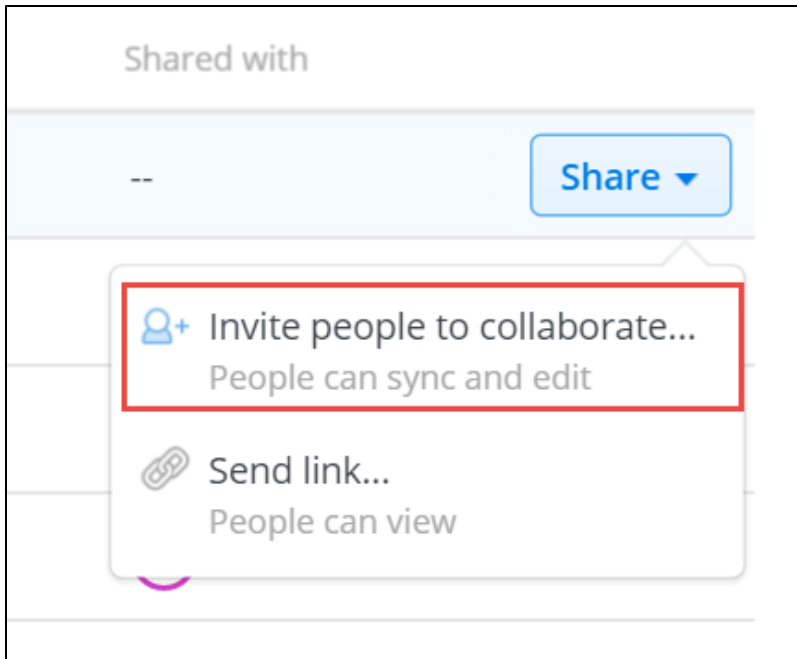 Shared with
--
Share
Invite people to collaborate...
People can sync and edit
Send link...
People can view